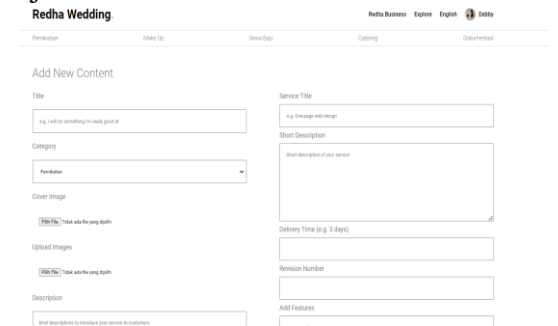 Redha Wedding.
Redha Business Explore English Debby
Pernikahan Make Up Sewa Baju Catering Dokumentasi
Add New Content
Title
e.g. I will do something I'm really good at
Category
Pernikahan
Cover Image
Pilih File Tidak ada file yang dipilih
Upload Images
Pilih File Tidak ada file yang dipilih
Description
Brief descriptions to introduce your service to customers
Service Title
e.g. One-page web design
Short Description
Short description of your service
Delivery Time (e.g. 3 days)
Revision Number
Add Features